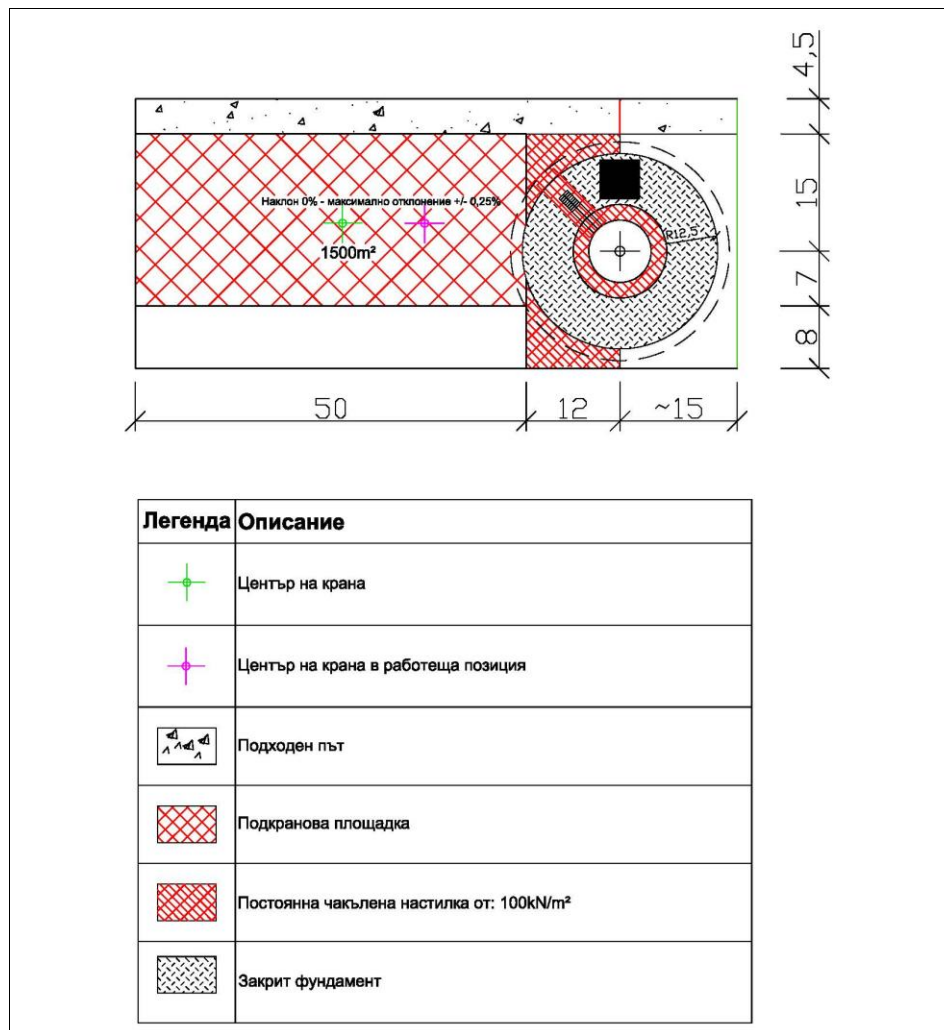 4,5
Наклон 0% - максимално отклонение +/- 0,25%
1500m²
R12,5
15
7
8
50
12
~15
Легенда Описание
Център на крана
Център на крана в работеща позиция
Подходен път
Подкранова площадка
Постоянна чакълена настилка от: 100kN/m²
Закрит фундамент